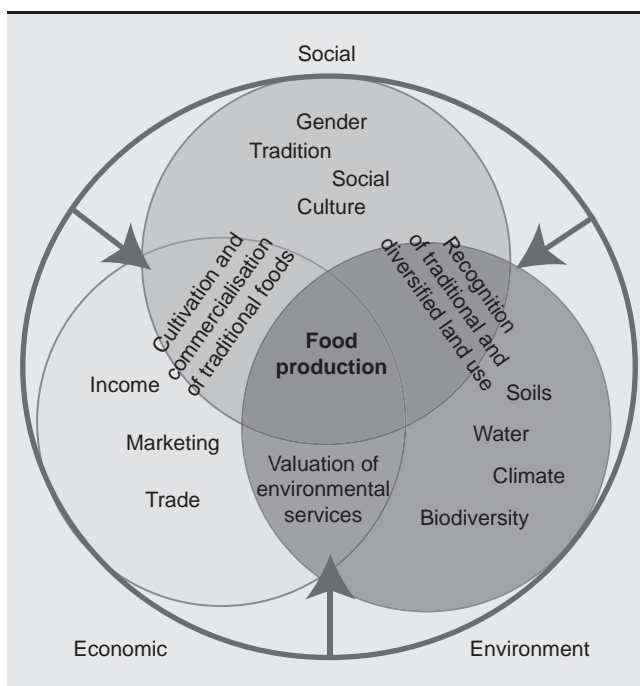 Social
Gender
Tradition
Social
Culture
Cultivation and
commercialisation
of traditional foods
Recognition
of traditional and
diversified land use
Food
production
Income
Marketing
Trade
Soils
Water
Climate
Biodiversity
Valuation of
environmental
services
Economic
Environment